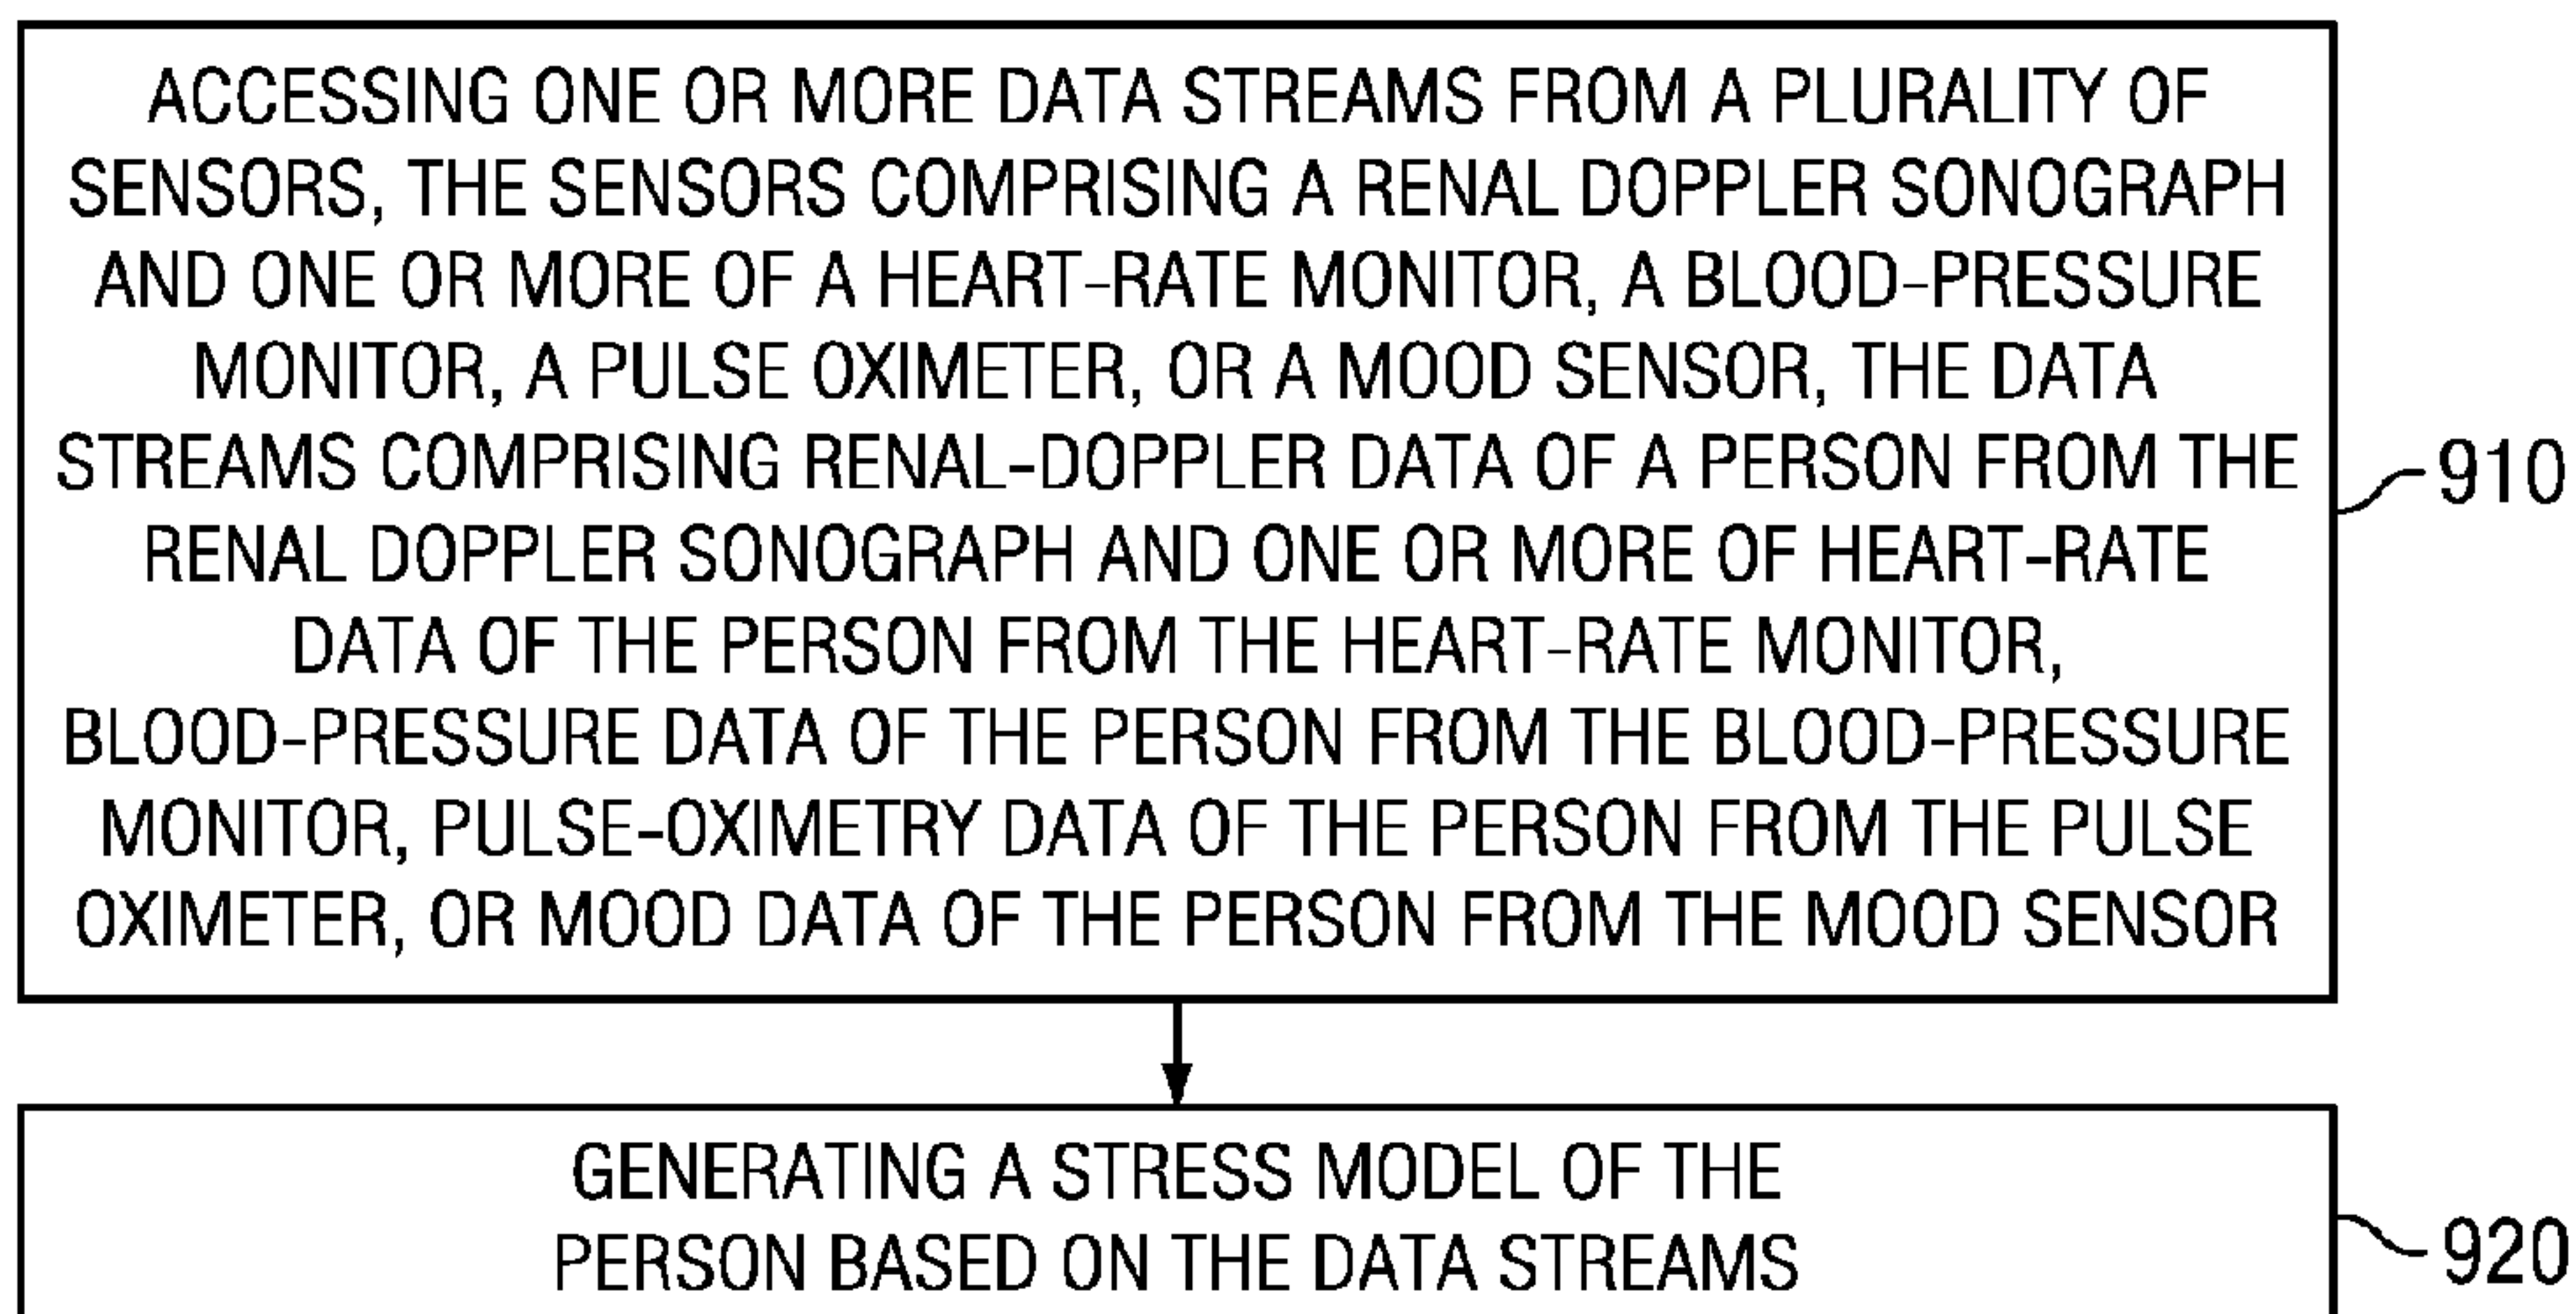 ACCESSING ONE OR MORE DATA STREAMS FROM A PLURALITY OF
SENSORS, THE SENSORS COMPRISING A RENAL DOPPLER SONOGRAPH
AND ONE OR MORE OF A HEART-RATE MONITOR, A BLOOD-PRESSURE
MONITOR, A PULSE OXIMETER, OR A MOOD SENSOR, THE DATA
STREAMS COMPRISING RENAL-DOPPLER DATA OF A PERSON FROM THE
RENAL DOPPLER SONOGRAPH AND ONE OR MORE OF HEART-RATE
DATA OF THE PERSON FROM THE HEART-RATE MONITOR,
BLOOD-PRESSURE DATA OF THE PERSON FROM THE BLOOD-PRESSURE
MONITOR, PULSE-OXIMETRY DATA OF THE PERSON FROM THE PULSE
OXIMETER, OR MOOD DATA OF THE PERSON FROM THE MOOD SENSOR
910
GENERATING A STRESS MODEL OF THE
PERSON BASED ON THE DATA STREAMS
920